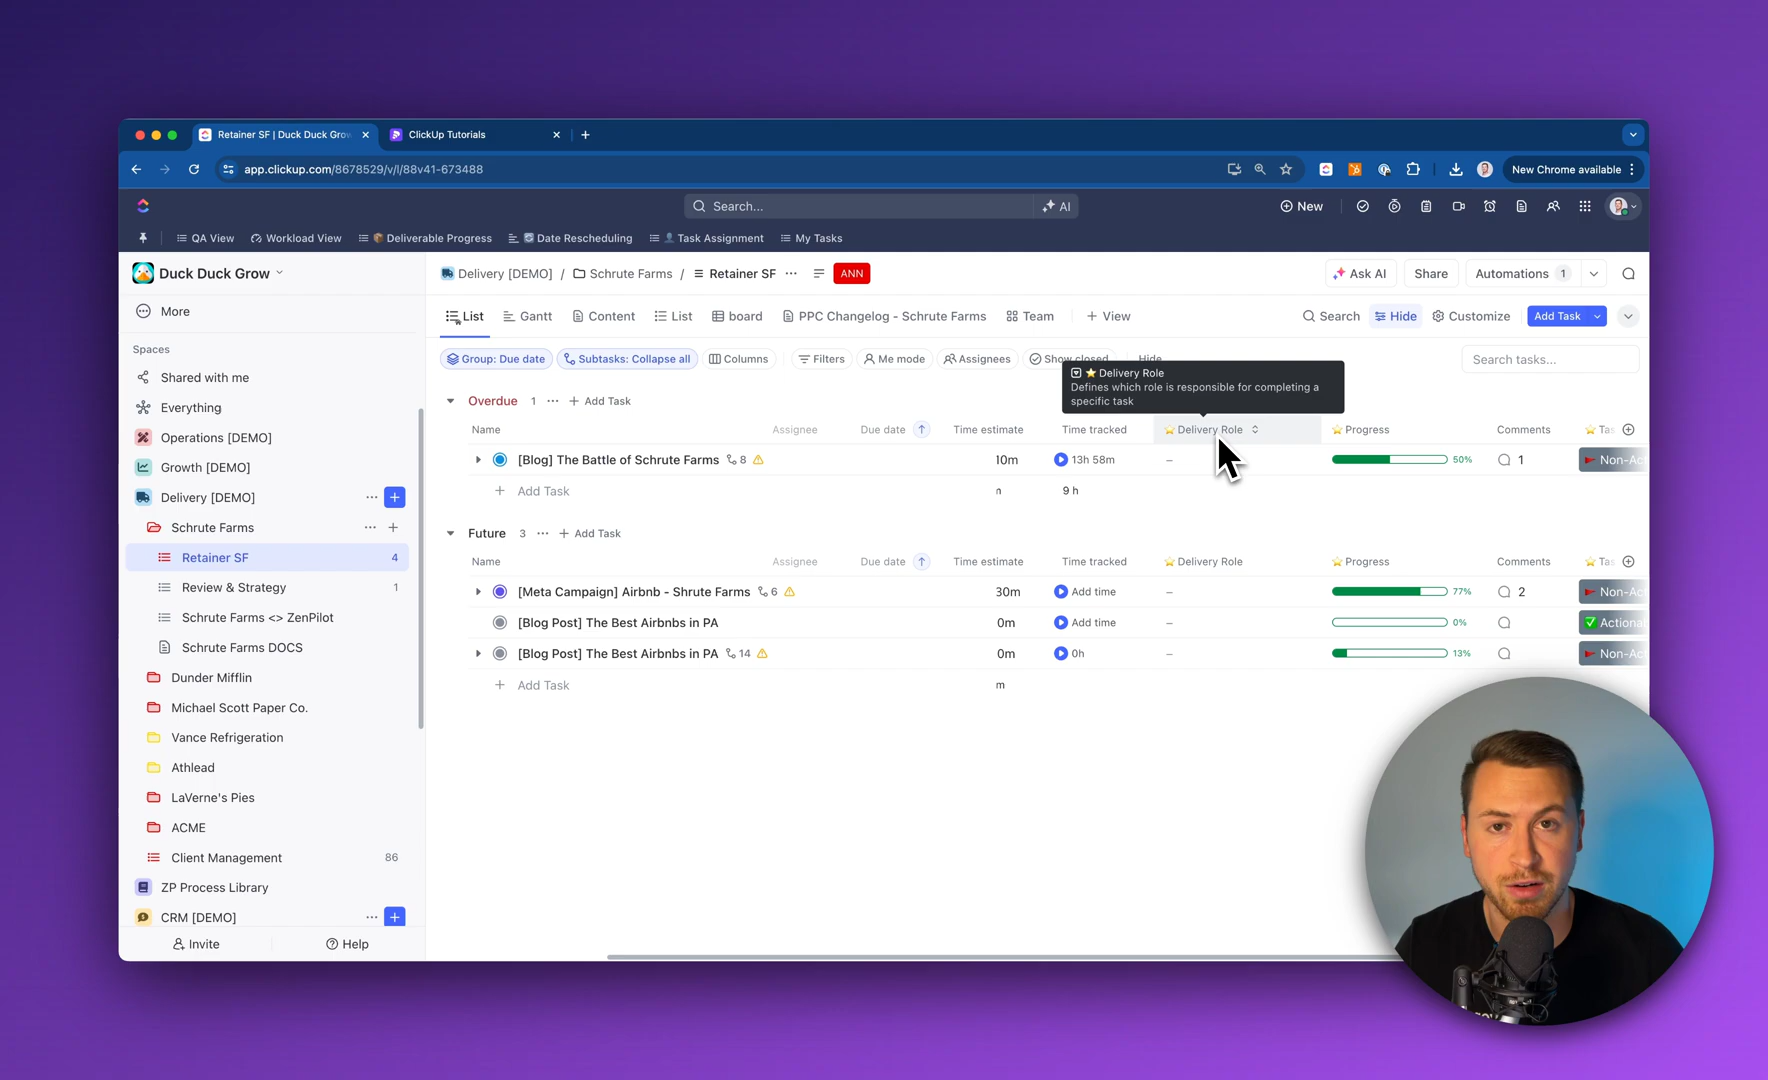 Retainer SF | Duck Duck Grow
ClickUp Tutorials
app.clickup.com/8678529/v/l/88v41-673488
New Chrome available
Search...
AI
New
QA View
Workload View
Deliverable Progress
Date Rescheduling
Task Assignment
My Tasks
Duck Duck Grow
Delivery [DEMO] / Schrute Farms / Retainer SF
ANN
Ask AI
Share
Automations 1
More
List
Gantt
Content
List
board
PPC Changelog - Schrute Farms
Team
+ View
Search
Hide
Customize
Add Task
Spaces
Group: Due date
Subtasks: Collapse all
Columns
Filters
Me mode
Assignees
Show closed
Hide
Search tasks...
Delivery Role
Defines which role is responsible for completing a
specific task
Shared with me
Everything
Operations [DEMO]
Growth [DEMO]
Delivery [DEMO]
Schrute Farms
Retainer SF 4
Review & Strategy 1
Schrute Farms <> ZenPilot
Schrute Farms DOCS
Dunder Mifflin
Michael Scott Paper Co.
Vance Refrigeration
Athlead
LaVerne's Pies
ACME
Client Management 86
ZP Process Library
CRM [DEMO]
Invite
Help
Overdue 1 ... + Add Task
Name Assignee Due date Time estimate Time tracked Delivery Role Progress Comments Tas
[Blog] The Battle of Schrute Farms 8 10m 13h 58m – 50% 1 Non-Act
+ Add Task 9 h
Future 3 ... + Add Task
Name Assignee Due date Time estimate Time tracked Delivery Role Progress Comments Tas
[Meta Campaign] Airbnb - Shrute Farms 6 30m Add time – 77% 2 Non-Act
[Blog Post] The Best Airbnbs in PA 0m Add time – 0% Actiona
[Blog Post] The Best Airbnbs in PA 14 0m 0h – 13% Non-Act
+ Add Task m